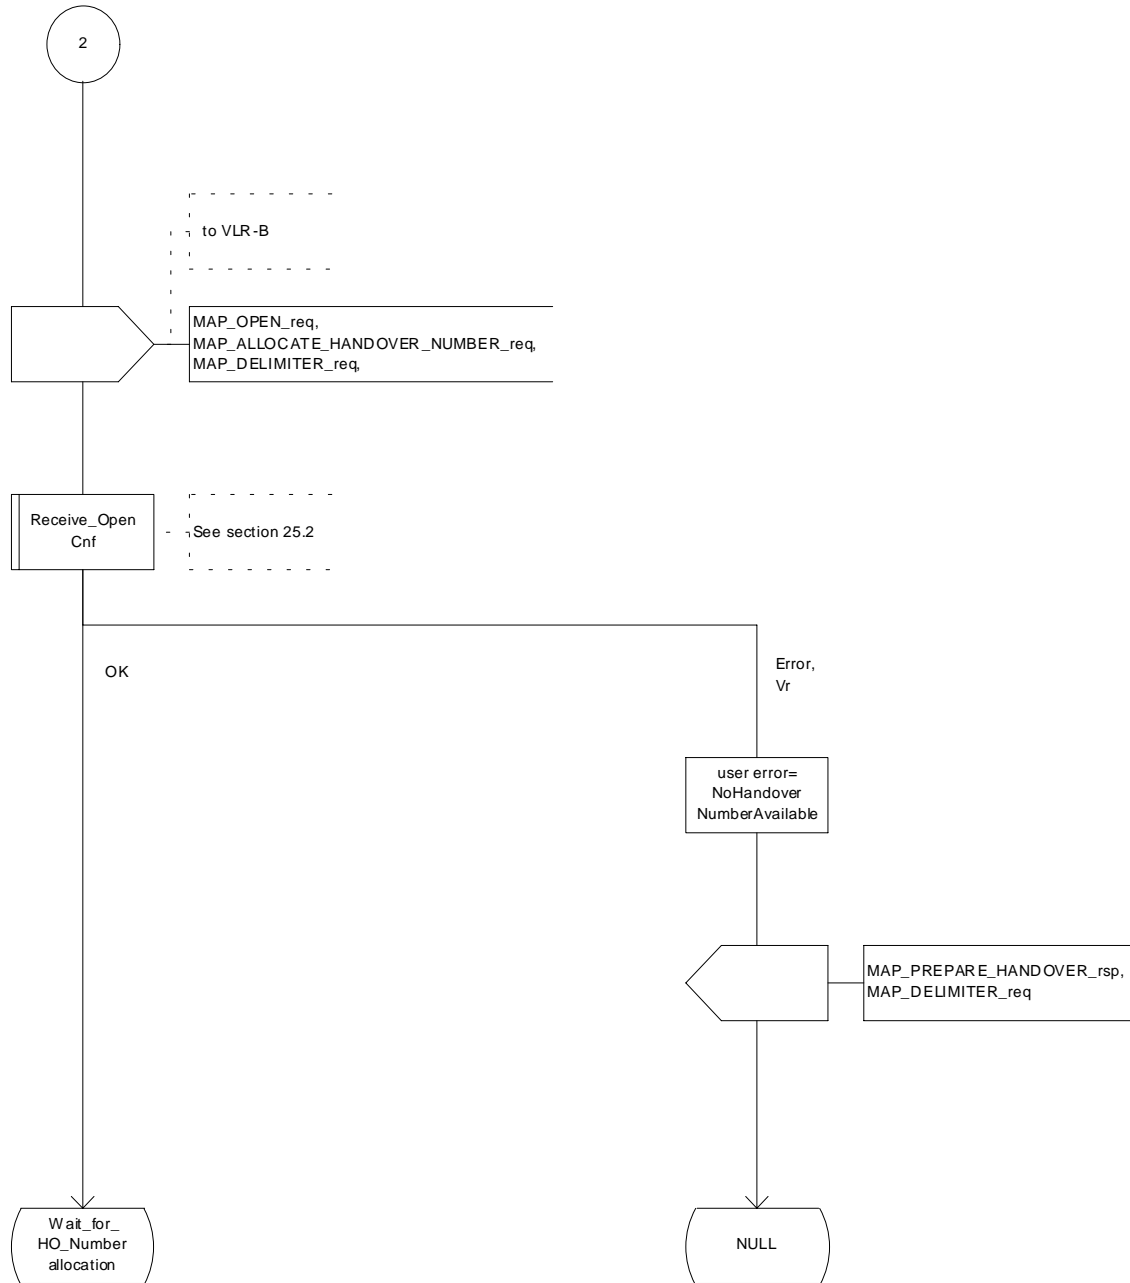 2
to VLR-B
MAP_OPEN_req,
MAP_ALLOCATE_HANDOVER_NUMBER_req,
MAP_DELIMITER_req,
Receive_Open
Cnf
See section 25.2
OK
Error,
Vr
user error=
NoHandover
NumberAvailable
MAP_PREPARE_HANDOVER_rsp,
MAP_DELIMITER_req
Wait_for_
HO_Number
allocation
NULL